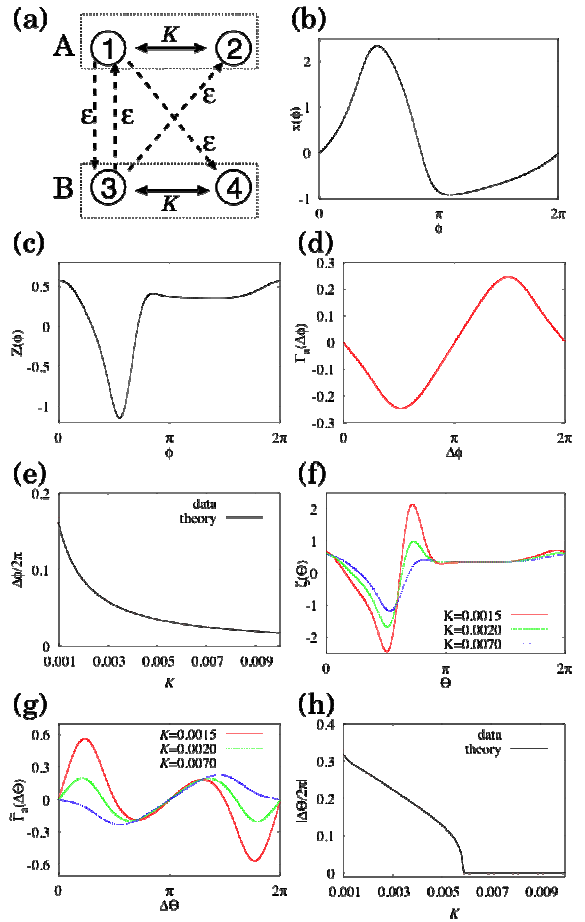 (a)
A 1 K 2
ε ε ε ε
B 3 K 4
(b)
x(ϕ)
2
1
0
-1
0 π 2π
ϕ
(c)
Z(ϕ)
0.5
0
-0.5
-1
0 π 2π
ϕ
(d)
Γa(Δϕ)
0.3
0.2
0.1
0
-0.1
-0.2
-0.3
0 π 2π
Δϕ
(e)
Δϕ/2π
0.2
0.1
0
data
theory
0.001 0.003 0.005 0.007 0.009
K
(f)
ζ(Θ)
2
1
0
-1
-2
K=0.0015
K=0.0020
K=0.0070
0 π 2π
Θ
(g)
Γ̃a(ΔΘ)
0.6
0.3
0
-0.3
-0.6
K=0.0015
K=0.0020
K=0.0070
0 π 2π
ΔΘ
(h)
|ΔΘ/2π|
0.4
0.3
0.2
0.1
0
data
theory
0.001 0.003 0.005 0.007 0.009
K